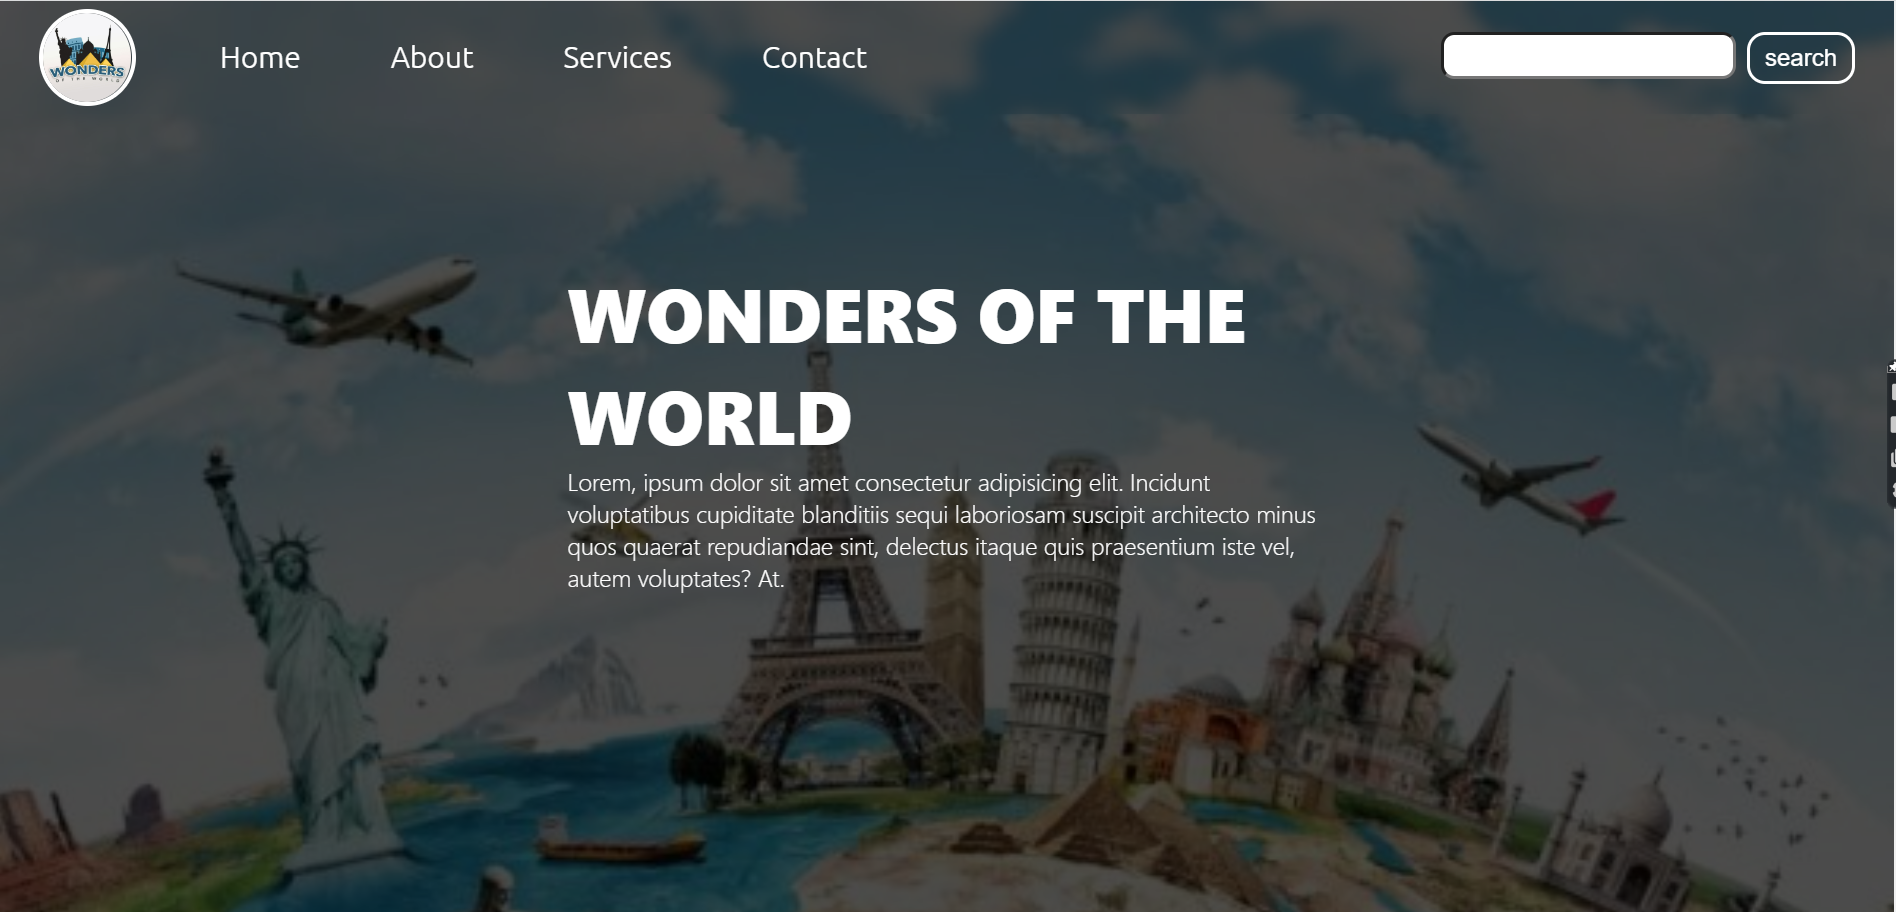 WONDERS
OF THE WORLD
Home
About
Services
Contact
search
WONDERS OF THE
WORLD
Lorem, ipsum dolor sit amet consectetur adipisicing elit. Incidunt
voluptatibus cupiditate blanditiis sequi laboriosam suscipit architecto minus
quos quaerat repudiandae sint, delectus itaque quis praesentium iste vel,
autem voluptates? At.